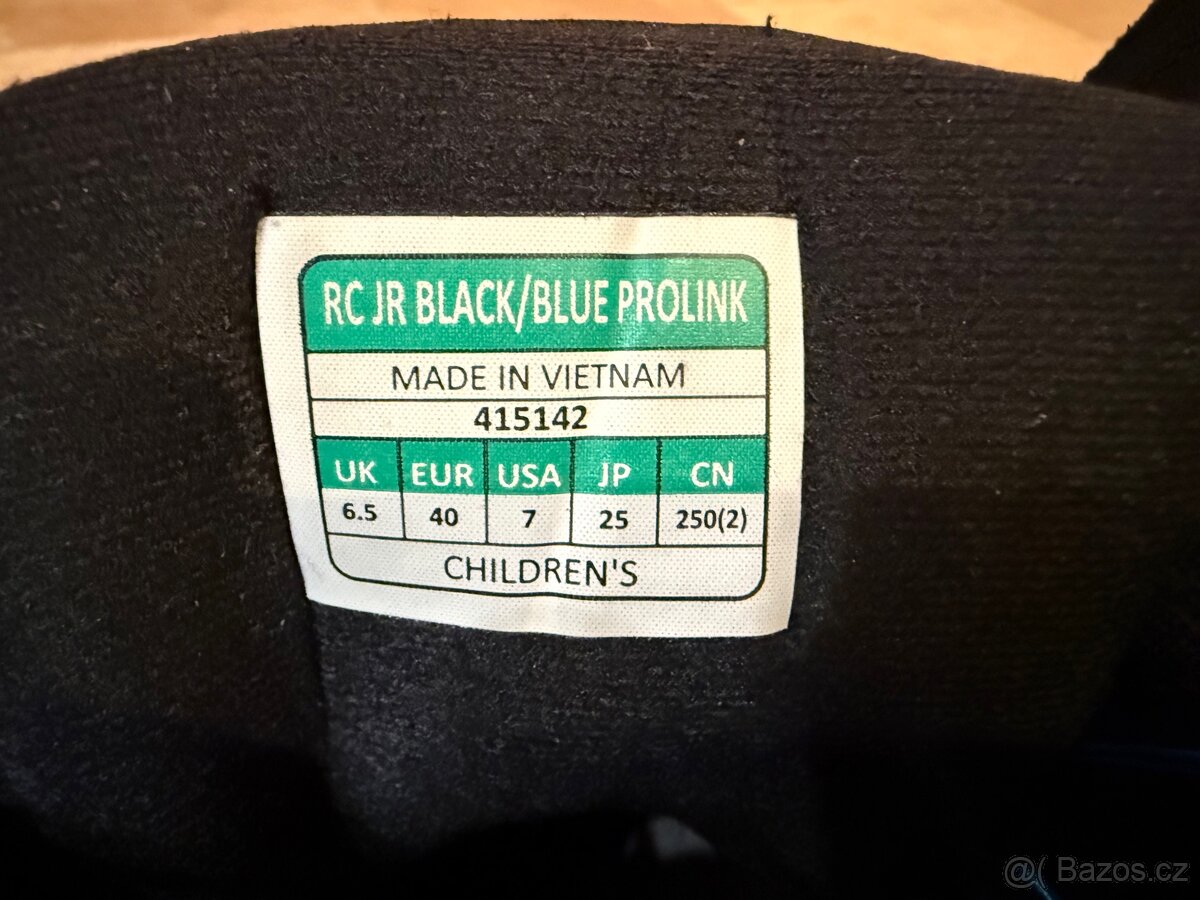 RC JR BLACK/BLUE PROLINK
MADE IN VIETNAM
415142
UK EUR USA JP CN
6.5 40 7 25 250(2)
CHILDREN'S
@( Bazos.cz